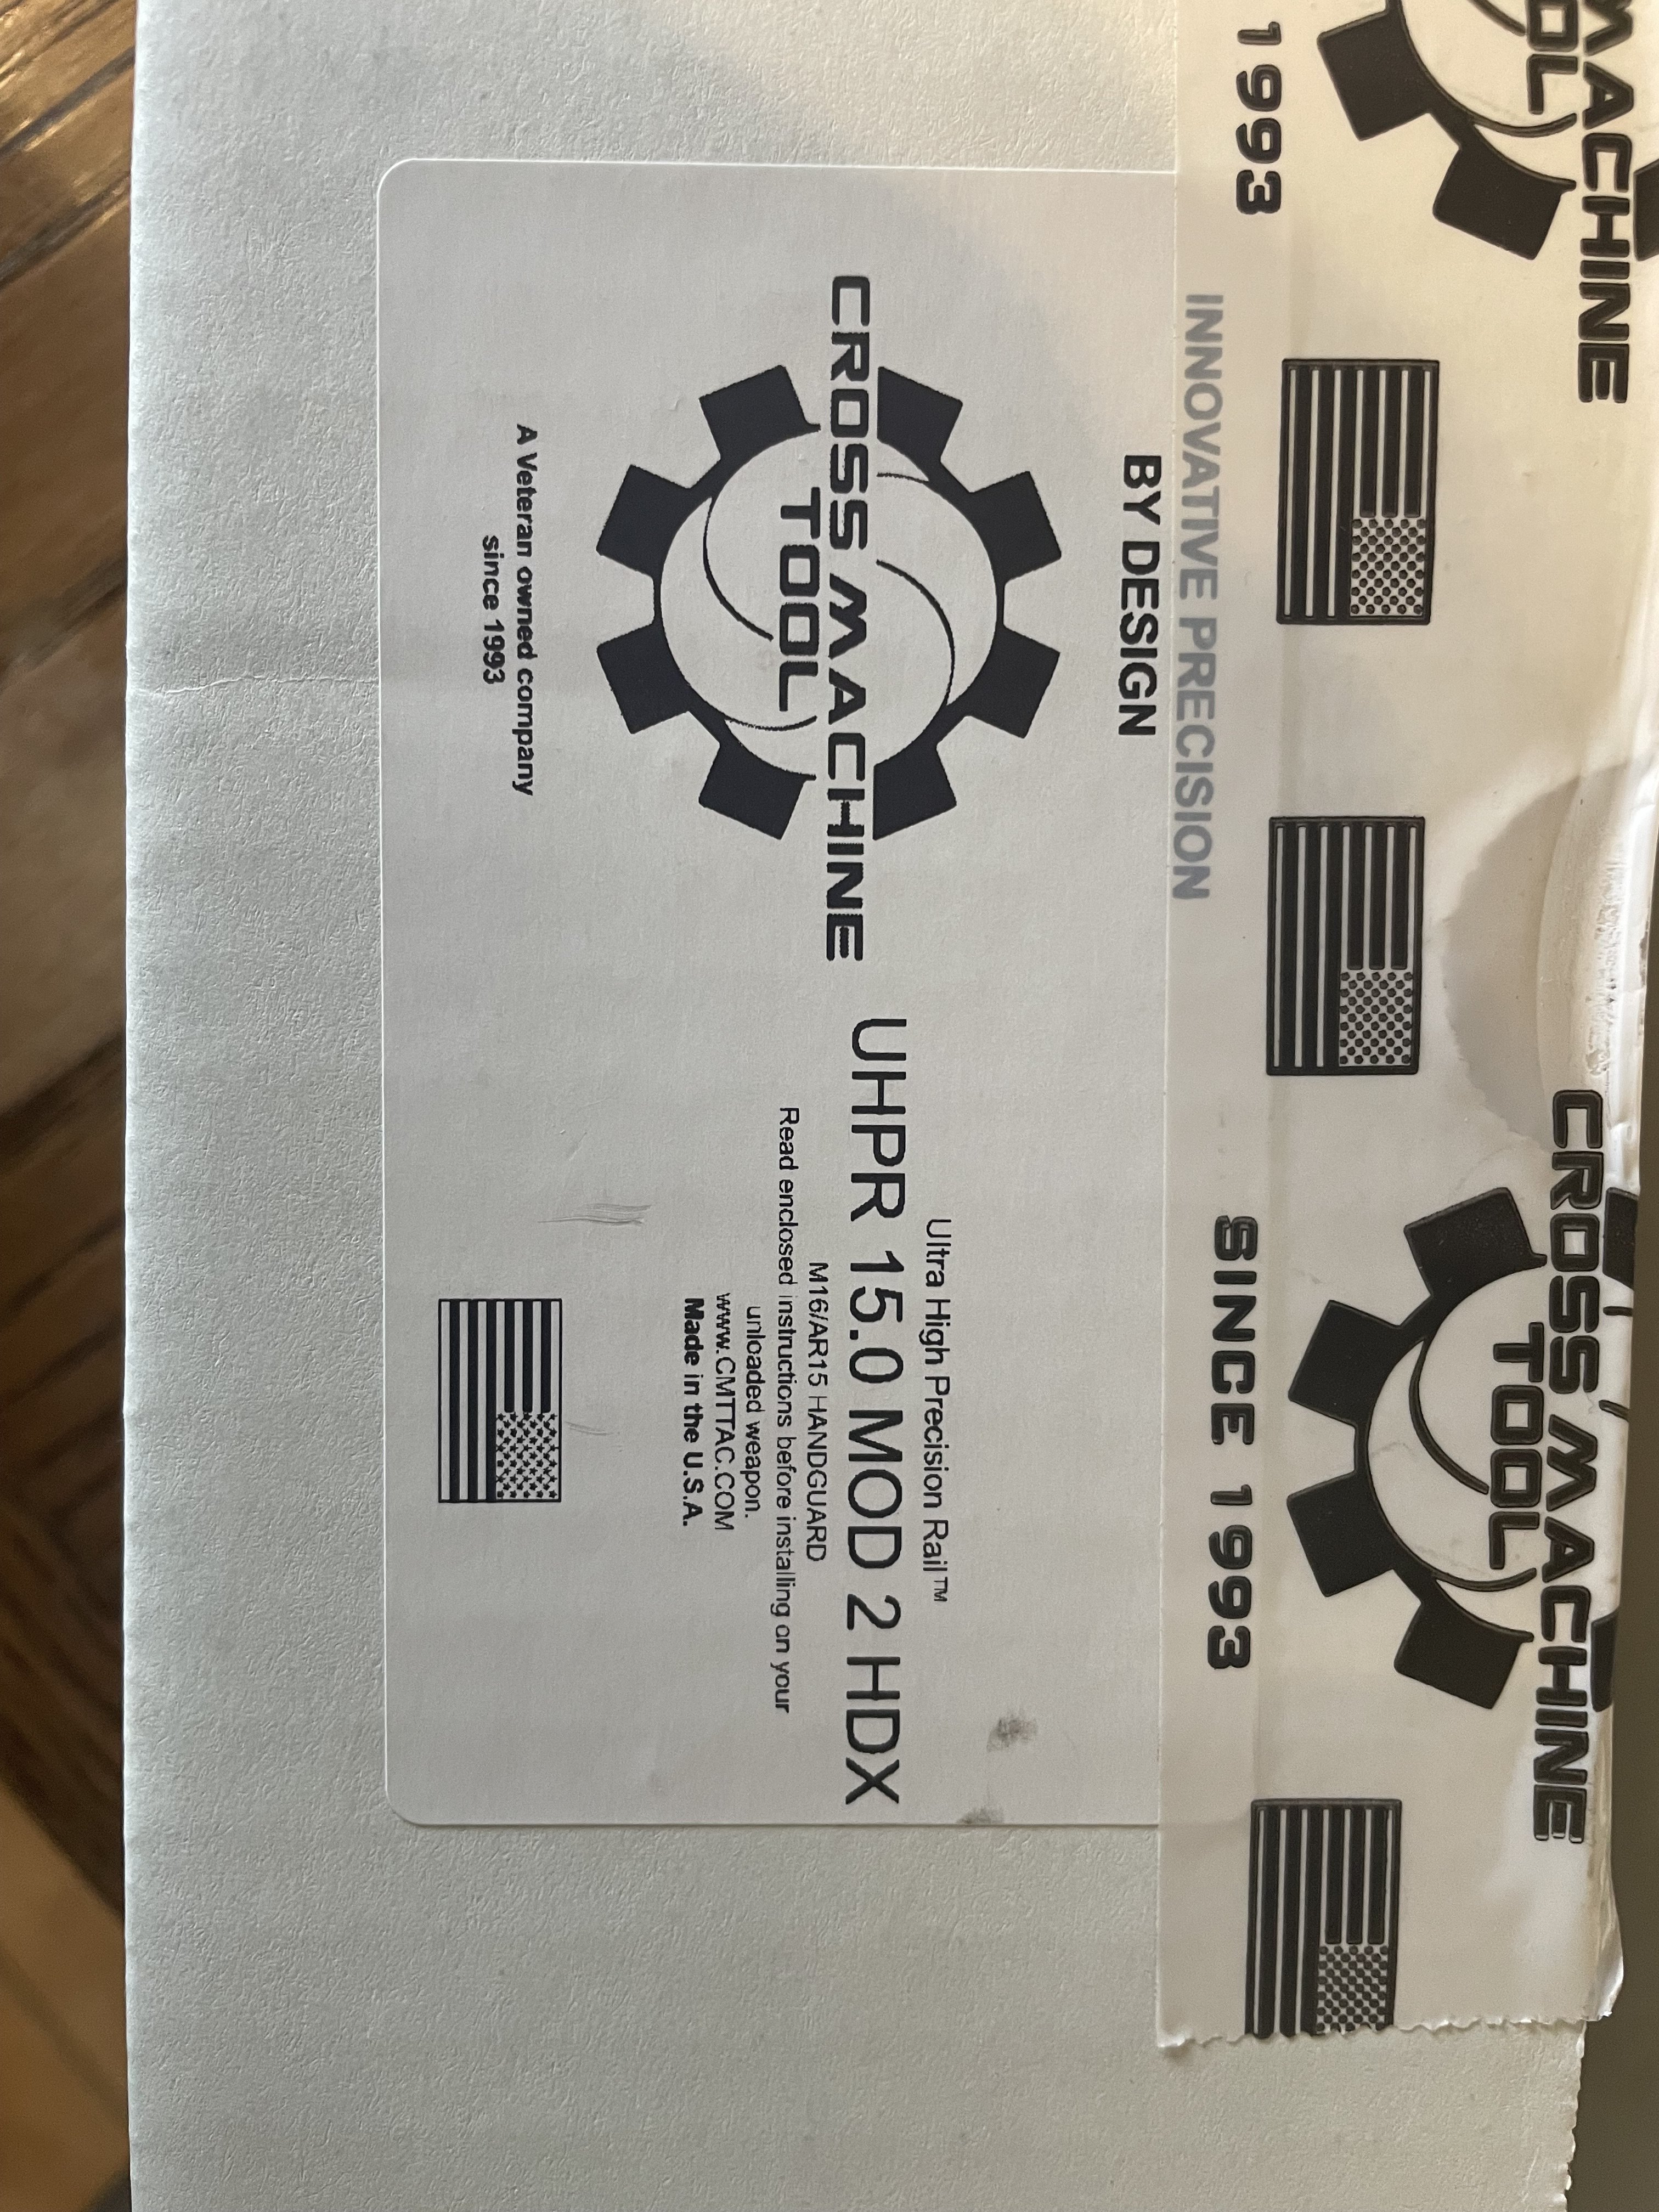 MACHINE
OL
1993
SINCE 1993
CROSS MACHINE
TOOL
INNOVATIVE PRECISION
BY DESIGN
CROSS MACHINE
TOOL
A Veteran owned company
since 1993
Ultra High Precision Rail™
UHPR 15.0 MOD 2 HDX
M16/AR15 HANDGUARD
Read enclosed instructions before installing on your
unloaded weapon.
www.CMTTAC.COM
Made in the U.S.A.